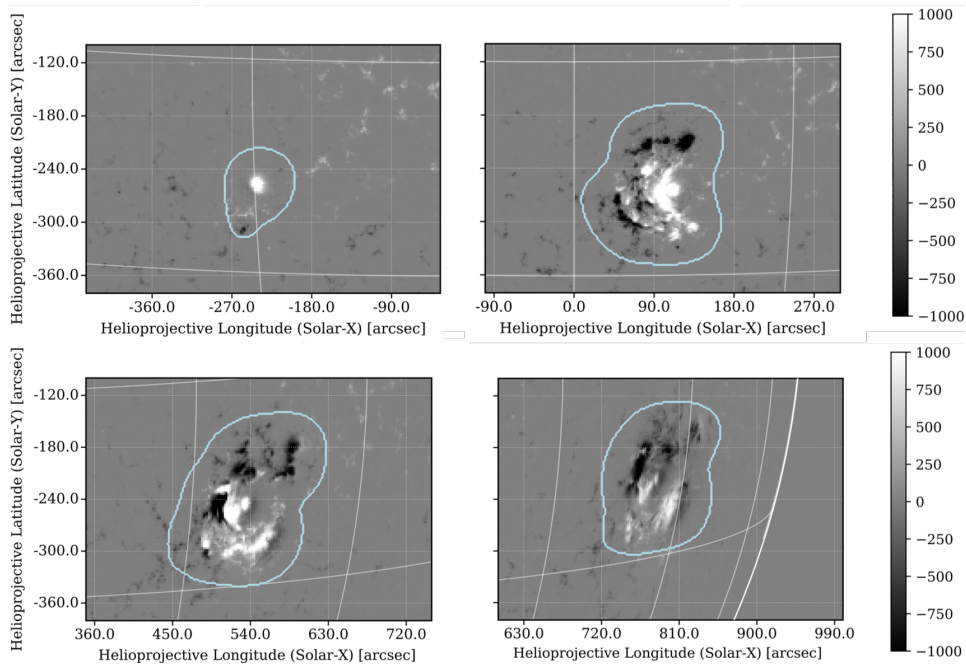 Helioprojective Latitude (Solar-Y) [arcsec]
-120.0
-180.0
-240.0
-300.0
-360.0
-360.0 -270.0 -180.0 -90.0
Helioprojective Longitude (Solar-X) [arcsec]
-90.0 0.0 90.0 180.0 270.0
Helioprojective Longitude (Solar-X) [arcsec]
1000
750
500
250
0
−250
−500
−750
−1000
Helioprojective Latitude (Solar-Y) [arcsec]
-120.0
-180.0
-240.0
-300.0
-360.0
360.0 450.0 540.0 630.0 720.0
Helioprojective Longitude (Solar-X) [arcsec]
630.0 720.0 810.0 900.0 990.0
Helioprojective Longitude (Solar-X) [arcsec]
1000
750
500
250
0
−250
−500
−750
−1000